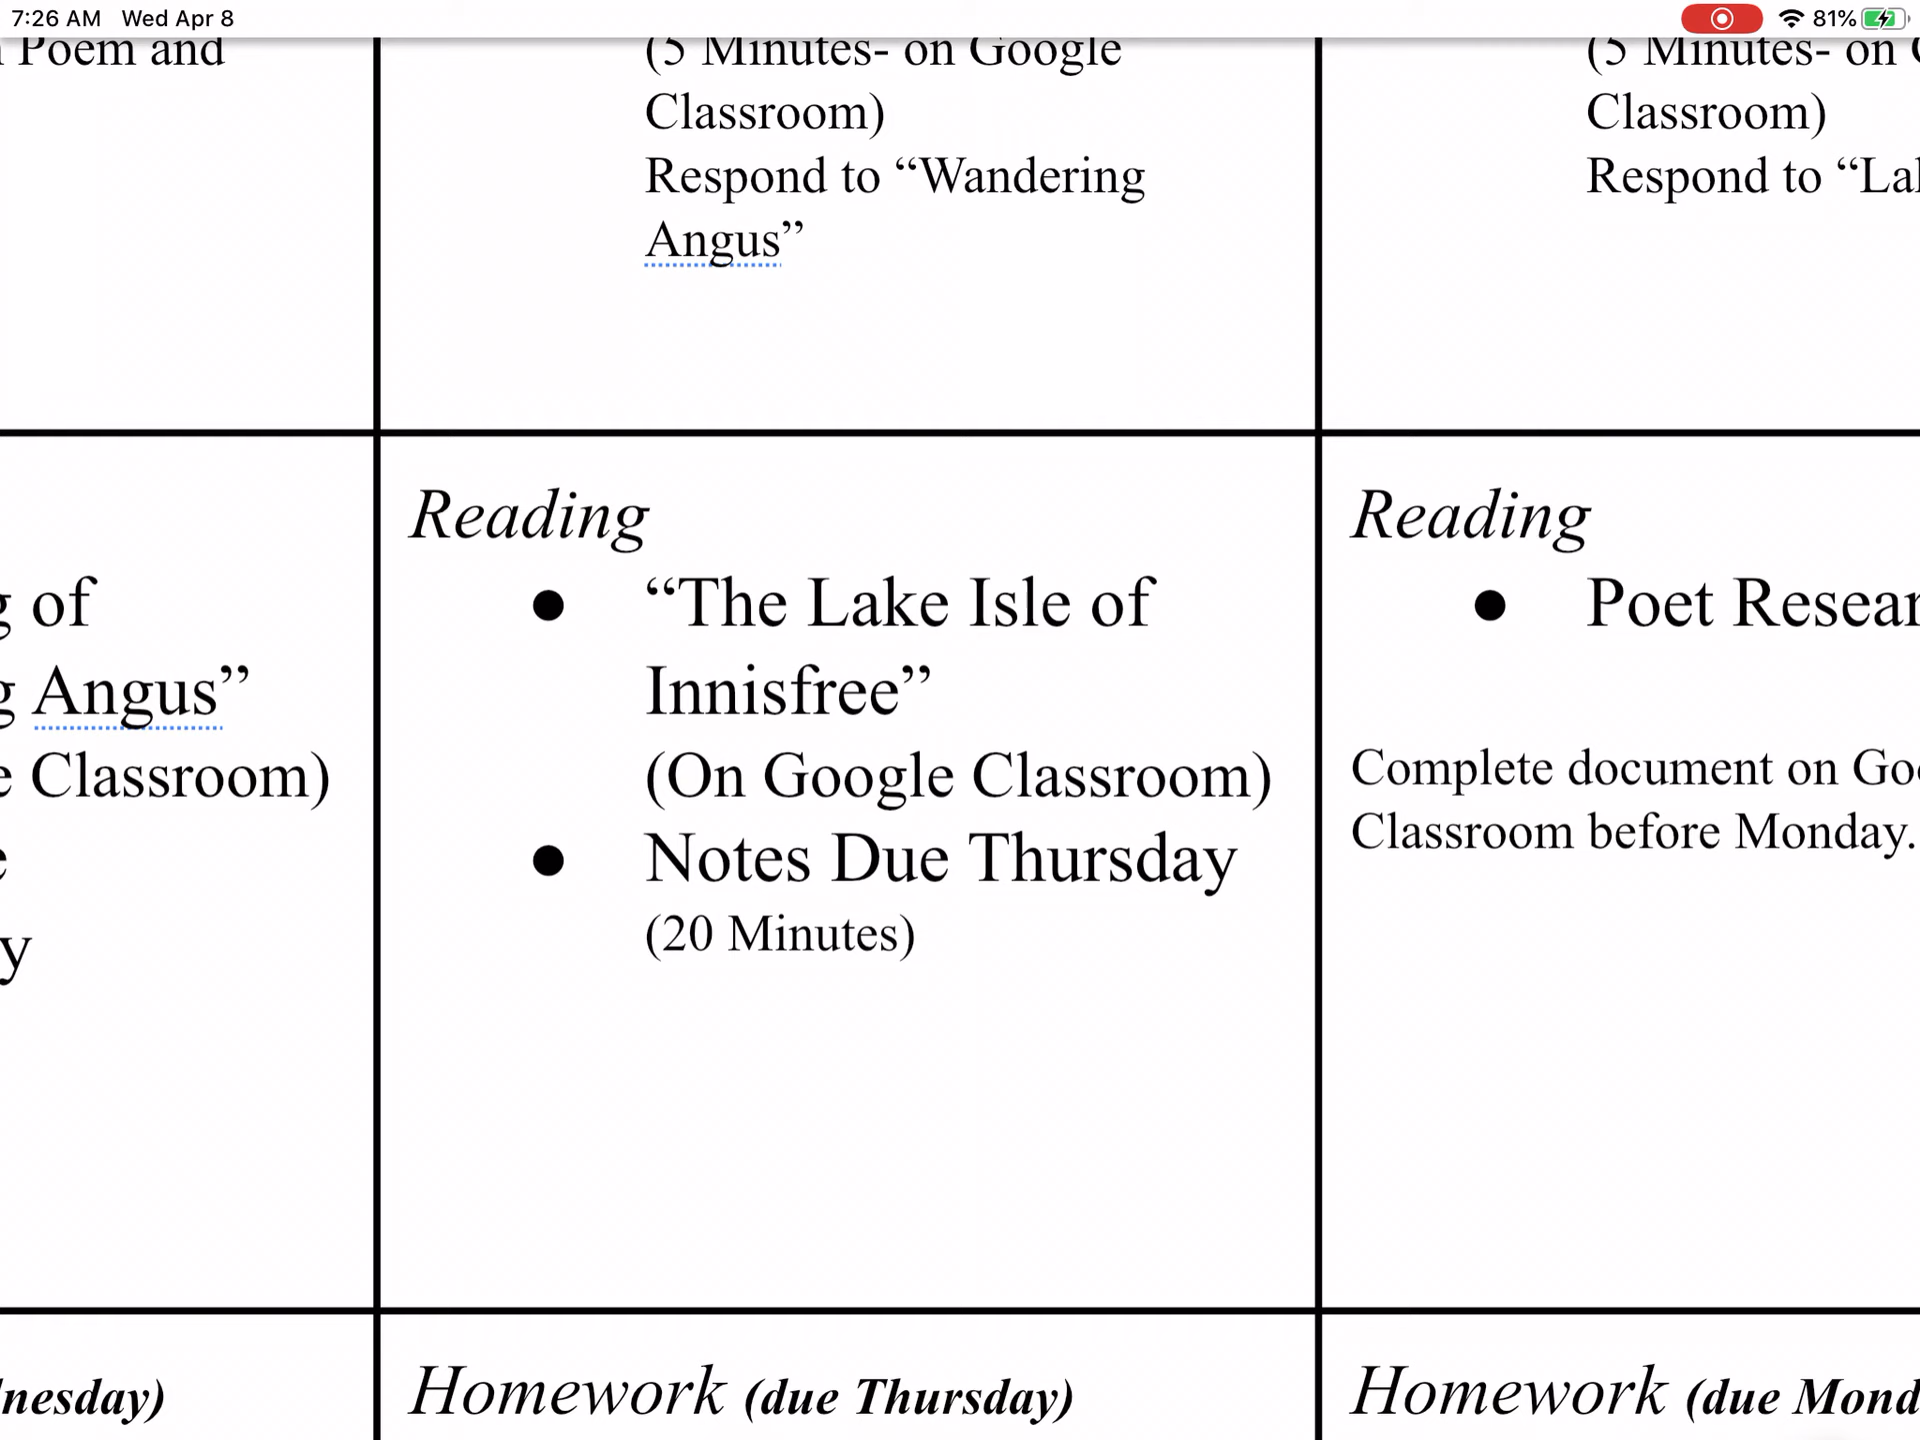 7:26 AM Wed Apr 8
81%
Poem and
of
Angus”
Classroom)
nesday)
(5 Minutes- on Google
Classroom)
Respond to “Wandering
Angus”
Reading
● “The Lake Isle of
Innisfree”
(On Google Classroom)
● Notes Due Thursday
(20 Minutes)
Homework (due Thursday)
(5 Minutes- on
Classroom)
Respond to “La
Reading
● Poet Resear
Complete document on Goo
Classroom before Monday.
Homework (due Mond